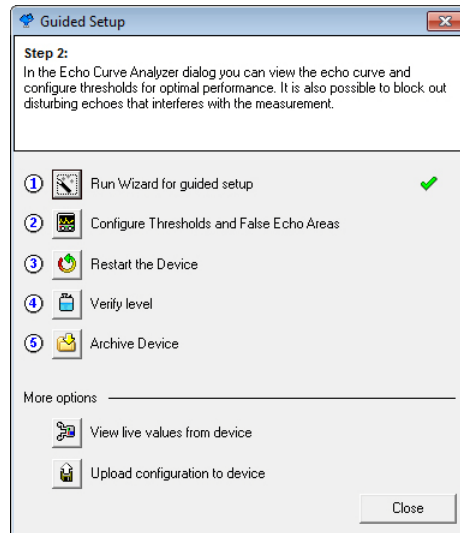 Guided Setup
Step 2:
In the Echo Curve Analyzer dialog you can view the echo curve and
configure thresholds for optimal performance. It is also possible to block out
disturbing echoes that interferes with the measurement.
1 Run Wizard for guided setup
2 Configure Thresholds and False Echo Areas
3 Restart the Device
4 Verify level
5 Archive Device
More options
View live values from device
Upload configuration to device
Close